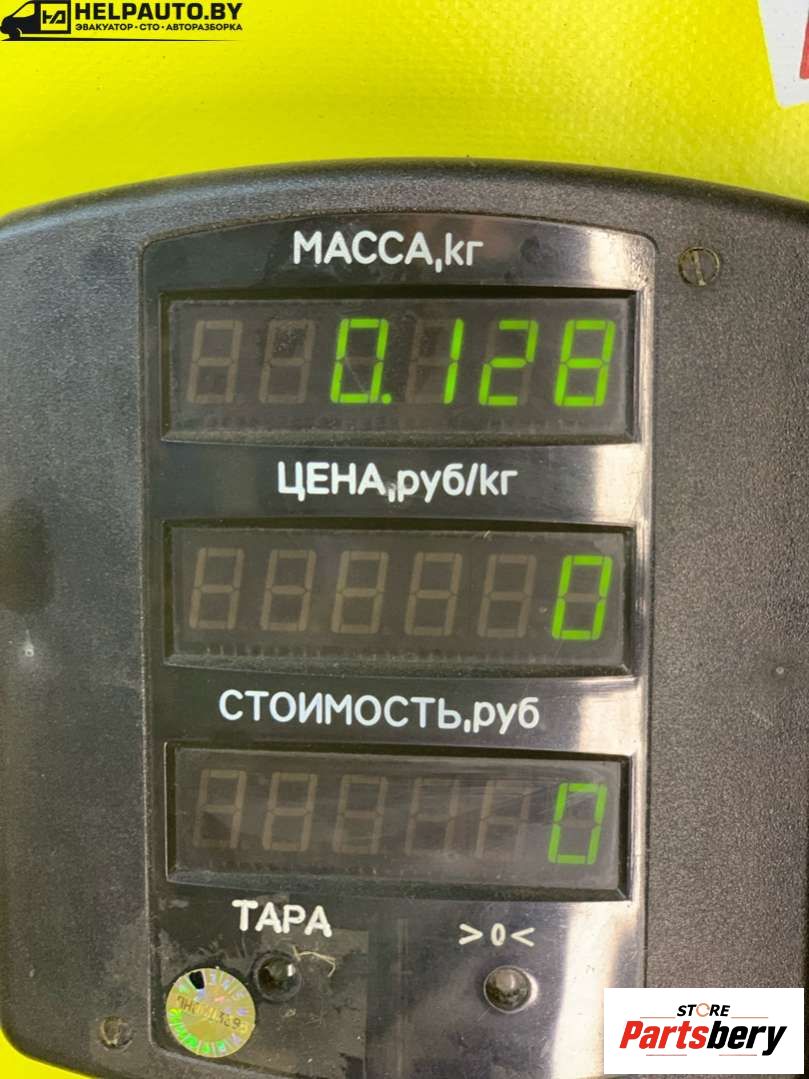 HELPAUTO.BY
ЭВАКУАТОР•СТО•АВТОРАЗБОРКА
МАССА,кг
0.128
ЦЕНА,руб/кг
0
СТОИМОСТЬ,руб
0
ТАРА
>0<
STORE
Partsbery